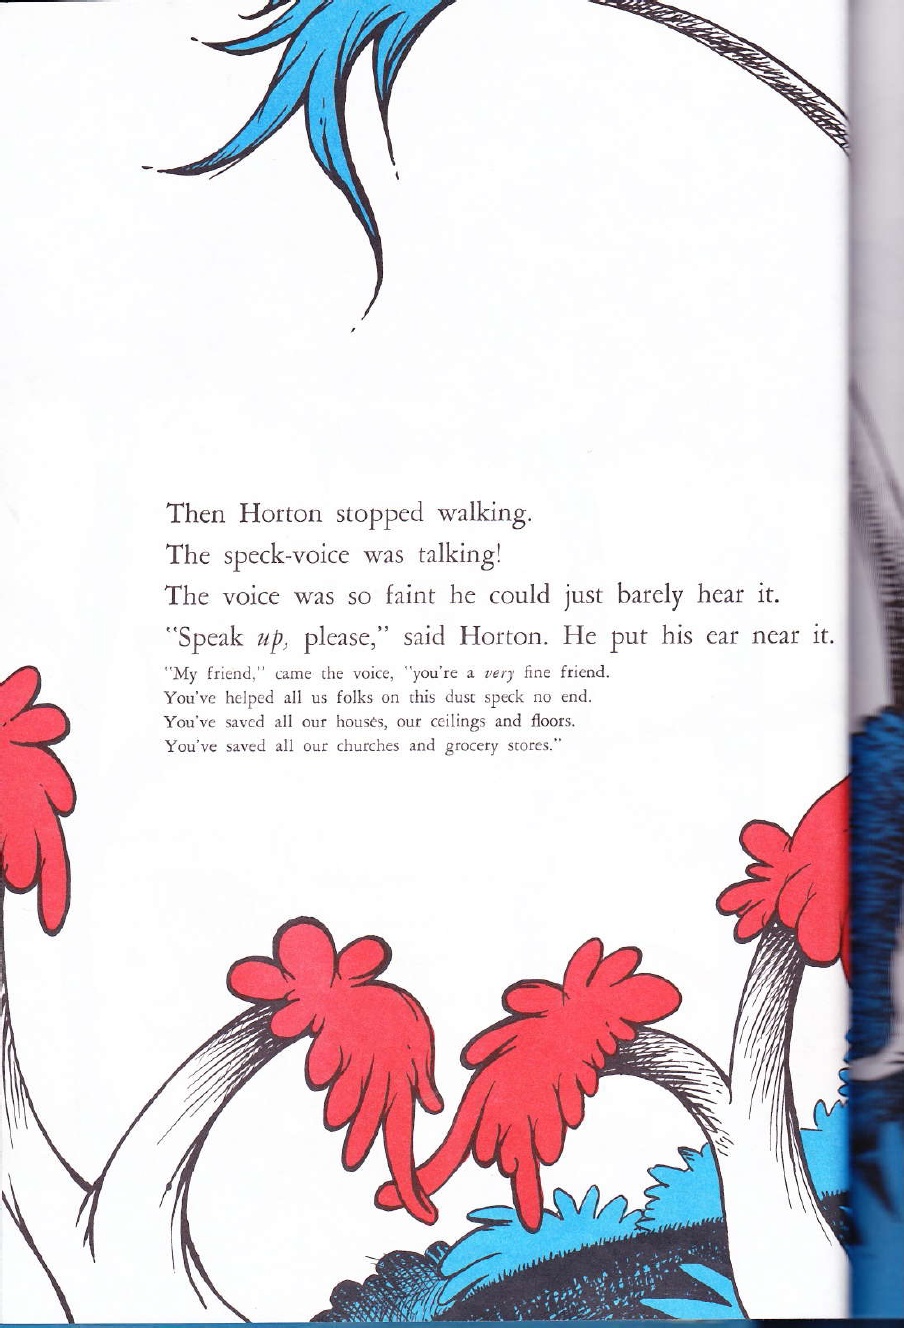 Then Horton stopped walking.
The speck-voice was talking!
The voice was so faint he could just barely hear it.
"Speak up, please," said Horton. He put his ear near it.
"My friend," came the voice, "you're a very fine friend.
You've helped all us folks on this dust speck no end.
You've saved all our houses, our ceilings and floors.
You've saved all our churches and grocery stores."